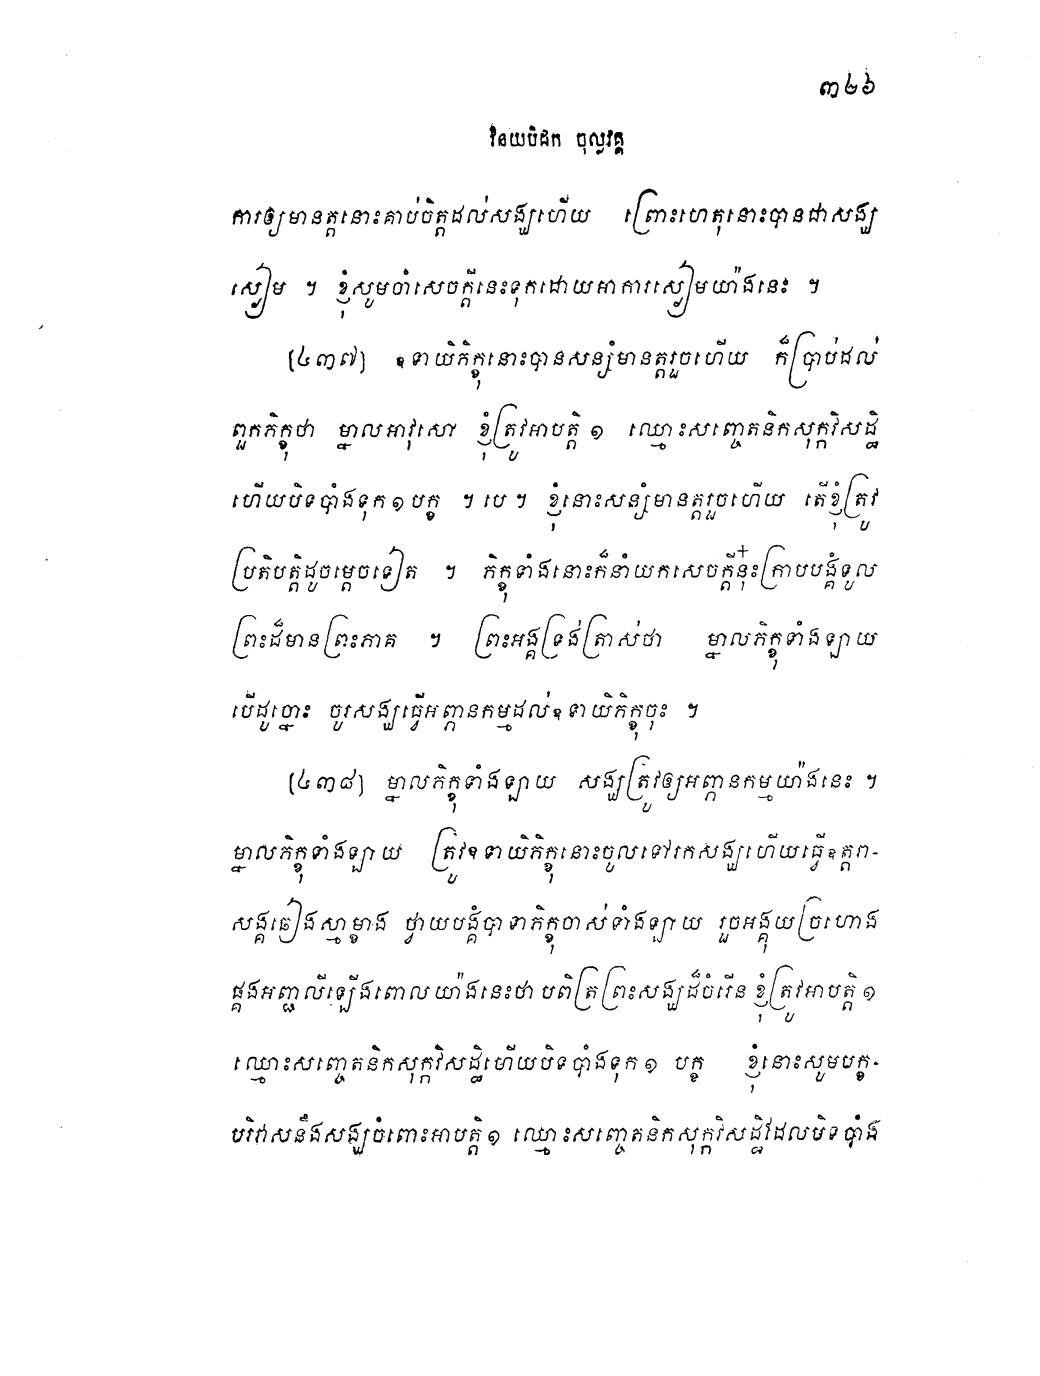 ៣២៦
វិនយបិដក ចុល្លវគ្គ
ការឲ្យមានត្តនោះគាប់ចិត្តដល់សង្ឃហើយ ព្រោះហេតុនោះបានជាសង្ឃ
ស្ងៀម ។ ខ្ញុំសូមចាំសេចក្តីនេះទុកដោយអាការស្ងៀមយ៉ាងនេះ ។
(៤៣៧) ឧទាយិភិក្ខុនោះបានសន្សំមានត្តរួចហើយ ក៏ប្រាប់ដល់
ពួកភិក្ខុថា ម្នាលអាវុសោ ខ្ញុំត្រូវអាបត្តិ ១ ឈ្មោះសញ្ចេតនិកសុក្កវិសដ្ឋិ
ហើយបិទបាំងទុក ១ បក្ខ ។ បេ ។ ខ្ញុំនោះសន្សំមានត្តរួចហើយ តើខ្ញុំត្រូវ
ប្រតិបត្តិដូចម្តេចទៀត ។ ភិក្ខុទាំងនោះក៏នាំយកសេចក្តីនុ៎ះក្រាបបង្គំទូល
ព្រះដ៏មានព្រះភាគ ។ ព្រះអង្គទ្រង់ត្រាស់ថា ម្នាលភិក្ខុទាំងឡាយ
បើដូច្នោះ ចូរសង្ឃធ្វើអព្ភានកម្មដល់ឧទាយិភិក្ខុចុះ ។
(៤៣៨) ម្នាលភិក្ខុទាំងឡាយ សង្ឃត្រូវឲ្យអព្ភានកម្មយ៉ាងនេះ ។
ម្នាលភិក្ខុទាំងឡាយ ត្រូវឧទាយិភិក្ខុនោះចូលទៅរកសង្ឃហើយធ្វើឧត្តរា-
សង្គឆៀងស្មាម្ខាង ថ្វាយបង្គំបាទាភិក្ខុចាស់ទាំងឡាយ រួចអង្គុយច្រហោង
ផ្គងអញ្ជលីឡើងពោលយ៉ាងនេះថា បពិត្រព្រះសង្ឃដ៏ចំរើន ខ្ញុំត្រូវអាបត្តិ ១
ឈ្មោះសញ្ចេតនិកសុក្កវិសដ្ឋិហើយបិទបាំងទុក ១ បក្ខ ខ្ញុំនោះសូមបក្ខ-
បរិវាសនឹងសង្ឃចំពោះអាបត្តិ ១ ឈ្មោះសញ្ចេតនិកសុក្កវិសដ្ឋិដែលបិទបាំង